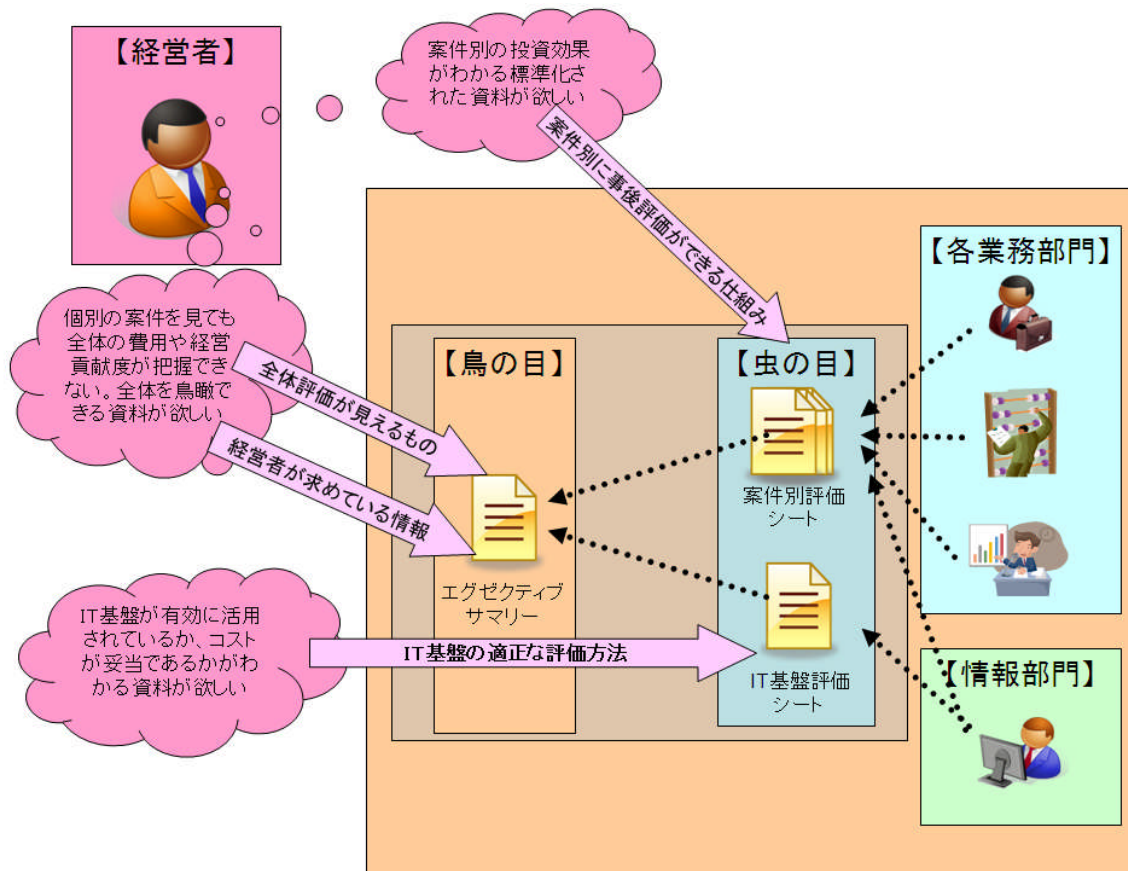 【経営者】
案件別の投資効果
がわかる標準化さ
れた資料が欲しい
案件別に事後評価ができる仕組み
個別の案件を見ても
全体の費用や経営
貢献度が把握でき
ない。全体を鳥瞰で
きる資料が欲しい
全体評価が見えるもの
経営者が求めている情報
【鳥の目】
エグゼクティブ
サマリー
【虫の目】
案件別評価
シート
IT基盤評価
シート
【各業務部門】
【情報部門】
IT基盤が有効に活用
されているか、コスト
が妥当であるかがわ
かる資料が欲しい
IT基盤の適正な評価方法